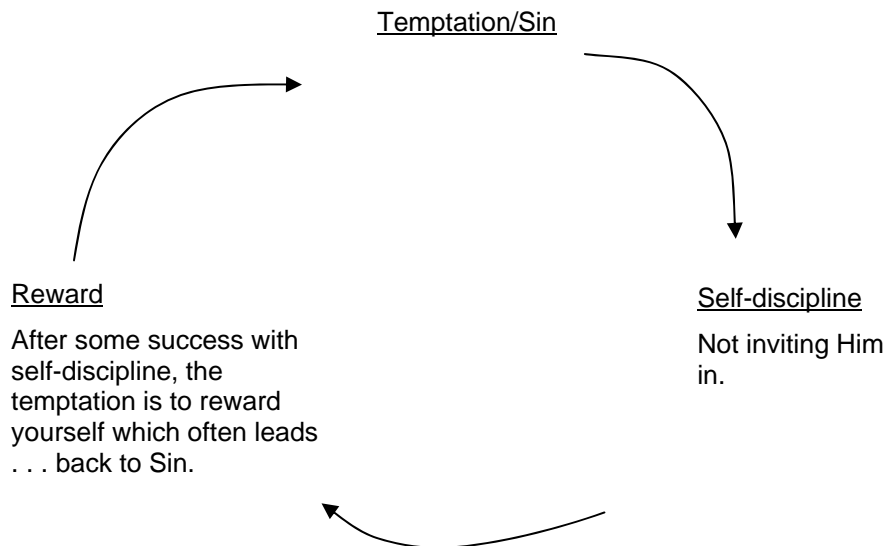 Temptation/Sin
Reward
After some success with
self-discipline, the
temptation is to reward
yourself which often leads
. . . back to Sin.
Self-discipline
Not inviting Him
in.